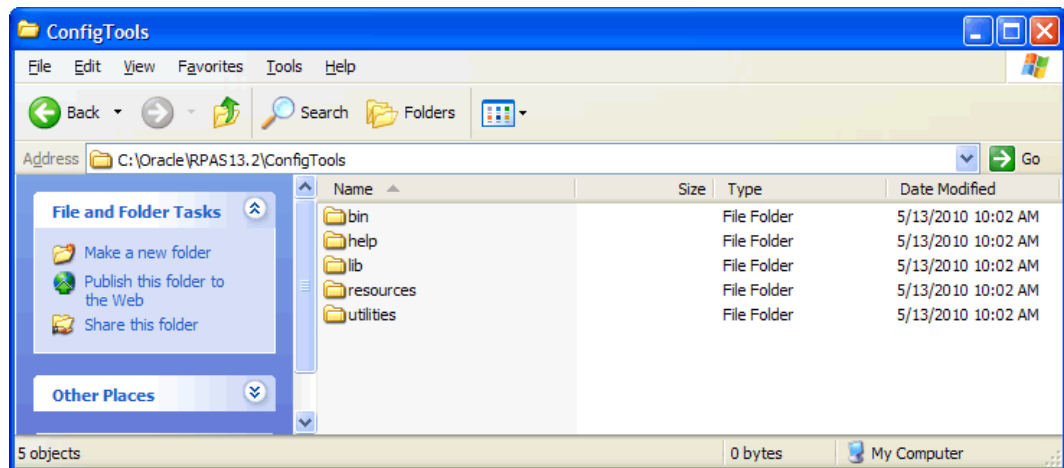 ConfigTools
File Edit View Favorites Tools Help
Back Search Folders
Address C:\Oracle\RPAS13.2\ConfigTools Go
File and Folder Tasks
Make a new folder
Publish this folder to
the Web
Share this folder
Other Places
Name Size Type Date Modified
bin File Folder 5/13/2010 10:02 AM
help File Folder 5/13/2010 10:02 AM
lib File Folder 5/13/2010 10:02 AM
resources File Folder 5/13/2010 10:02 AM
utilities File Folder 5/13/2010 10:02 AM
5 objects 0 bytes My Computer